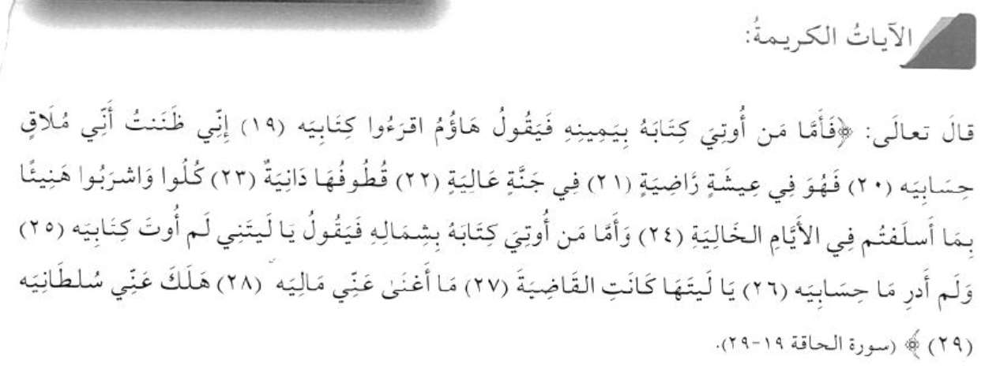 الآياتُ الكريمةُ:
قالَ تعالَى: ﴿فَأَمَّا مَن أُوتِيَ كِتَابَهُ بِيَمِينِهِ فَيَقُولُ هَاؤُمُ اقرَءُوا كِتَابِيَه (١٩) إِنِّي ظَنَنتُ أَنِّي مُلَاقٍ
حِسَابِيَه (٢٠) فَهُوَ فِي عِيشَةٍ رَّاضِيَةٍ (٢١) فِي جَنَّةٍ عَالِيَةٍ (٢٢) قُطُوفُهَا دَانِيَةٌ (٢٣) كُلُوا وَاشرَبُوا هَنِيئًا
بِمَا أَسلَفتُم فِي الأَيَّامِ الخَالِيَةِ (٢٤) وَأَمَّا مَن أُوتِيَ كِتَابَهُ بِشِمَالِهِ فَيَقُولُ يَا لَيتَنِي لَم أُوتَ كِتَابِيَه (٢٥)
وَلَم أَدرِ مَا حِسَابِيَه (٢٦) يَا لَيتَهَا كَانَتِ القَاضِيَةَ (٢٧) مَا أَغنَىٰ عَنِّي مَالِيَه (٢٨) هَلَكَ عَنِّي سُلطَانِيَه
(٢٩) ﴾ (سورة الحاقة ١٩-٢٩).